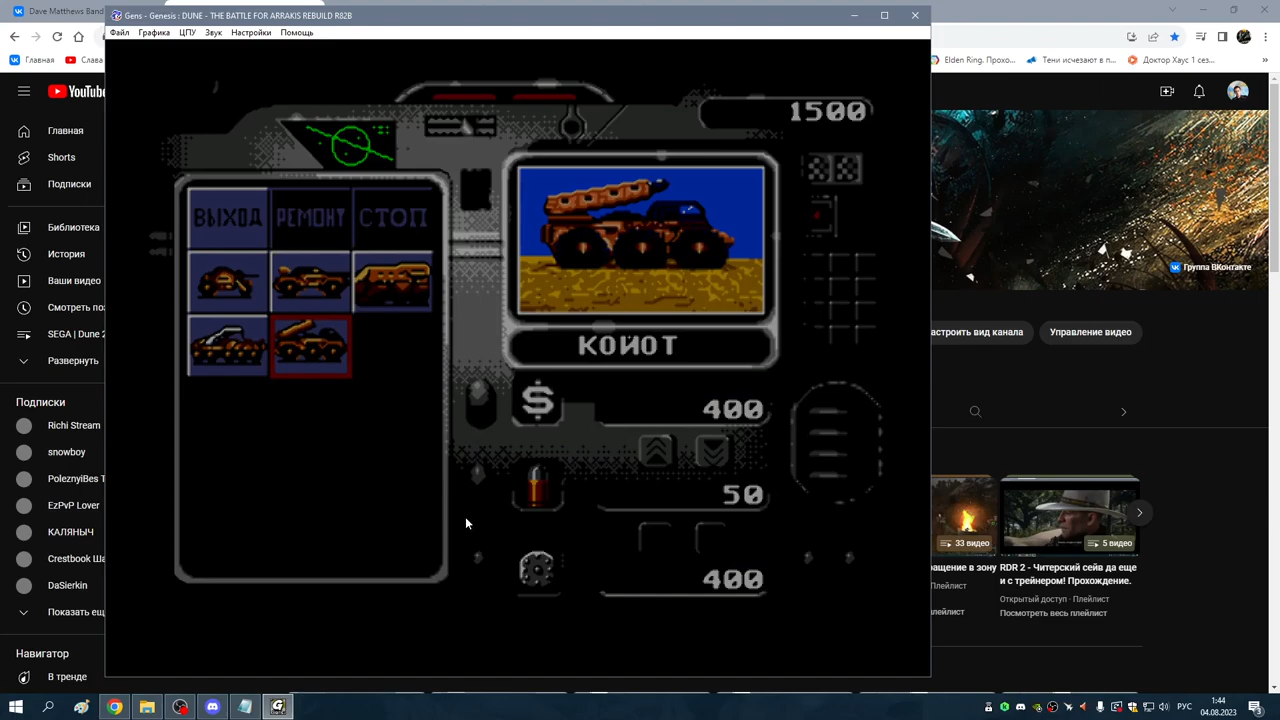 Dave Matthews Band
Gens - Genesis : DUNE - THE BATTLE FOR ARRAKIS REBUILD R82B
Файл Графика ЦПУ Звук Настройки Помощь
Главная
Слава
Elden Ring. Прохо...
Тени исчезают в п...
Доктор Хаус 1 сез...
YouTube
Главная
Shorts
Подписки
Библиотека
История
Ваши видео
Смотреть по
SEGA | Dune 2
Развернуть
Подписки
Richi Stream
snowboy
PoleznyiBes T
EzPvP Lover
КАЛЯНЫЧ
Crestbook Ша
DaSierkin
Показать ещ
Навигатор
В тренде
1500
ВЫХОД РЕМОНТ СТОП
КОЙОТ
$ 400
50
400
Группа ВКонтакте
астроить вид канала
Управление видео
33 видео
5 видео
ращение в зону
RDR 2 - Читерский сейв да еще
и с трейнером! Прохождение.
Плейлист
Открытый доступ · Плейлист
лейлист
Посмотреть весь плейлист
1:44
04.08.2023
3